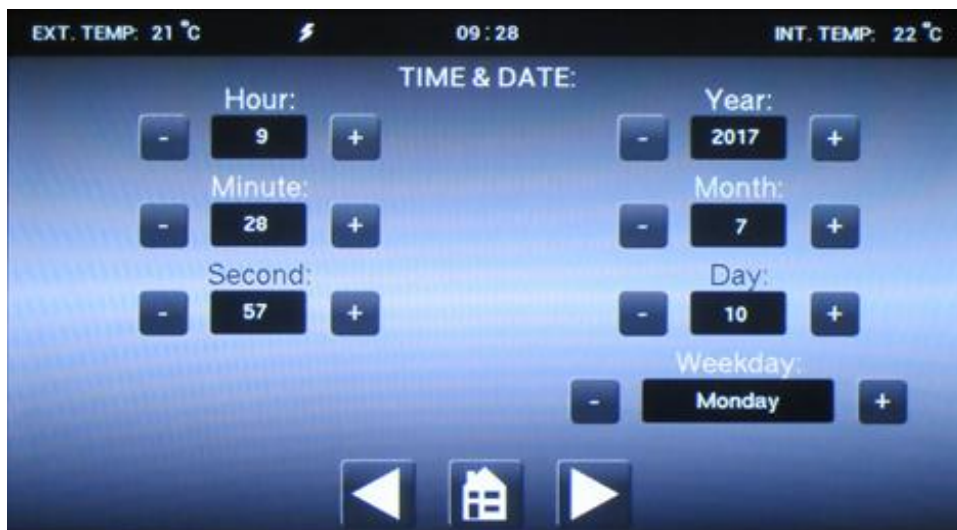 EXT. TEMP: 21 °C 09:28 INT. TEMP: 22 °C
TIME & DATE:
Hour: Year:
- 9 + - 2017 +
Minute: Month:
- 28 + - 7 +
Second: Day:
- 57 + - 10 +
Weekday:
- Monday +